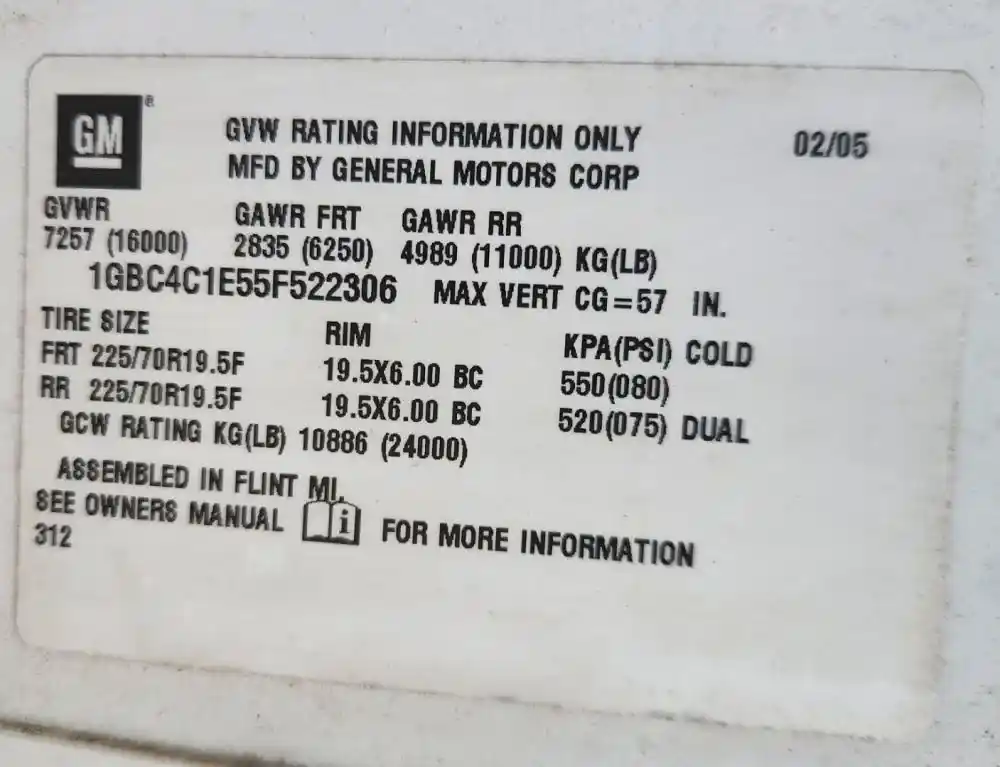 GM ®
GVW RATING INFORMATION ONLY 02/05
MFD BY GENERAL MOTORS CORP
GVWR GAWR FRT GAWR RR
7257 (16000) 2835 (6250) 4989 (11000) KG(LB)
1GBC4C1E55F522306 MAX VERT CG=57 IN.
TIRE SIZE RIM KPA(PSI) COLD
FRT 225/70R19.5F 19.5X6.00 BC 550(080)
RR 225/70R19.5F 19.5X6.00 BC 520(075) DUAL
GCW RATING KG(LB) 10886 (24000)
ASSEMBLED IN FLINT MI.
SEE OWNERS MANUAL i FOR MORE INFORMATION
312